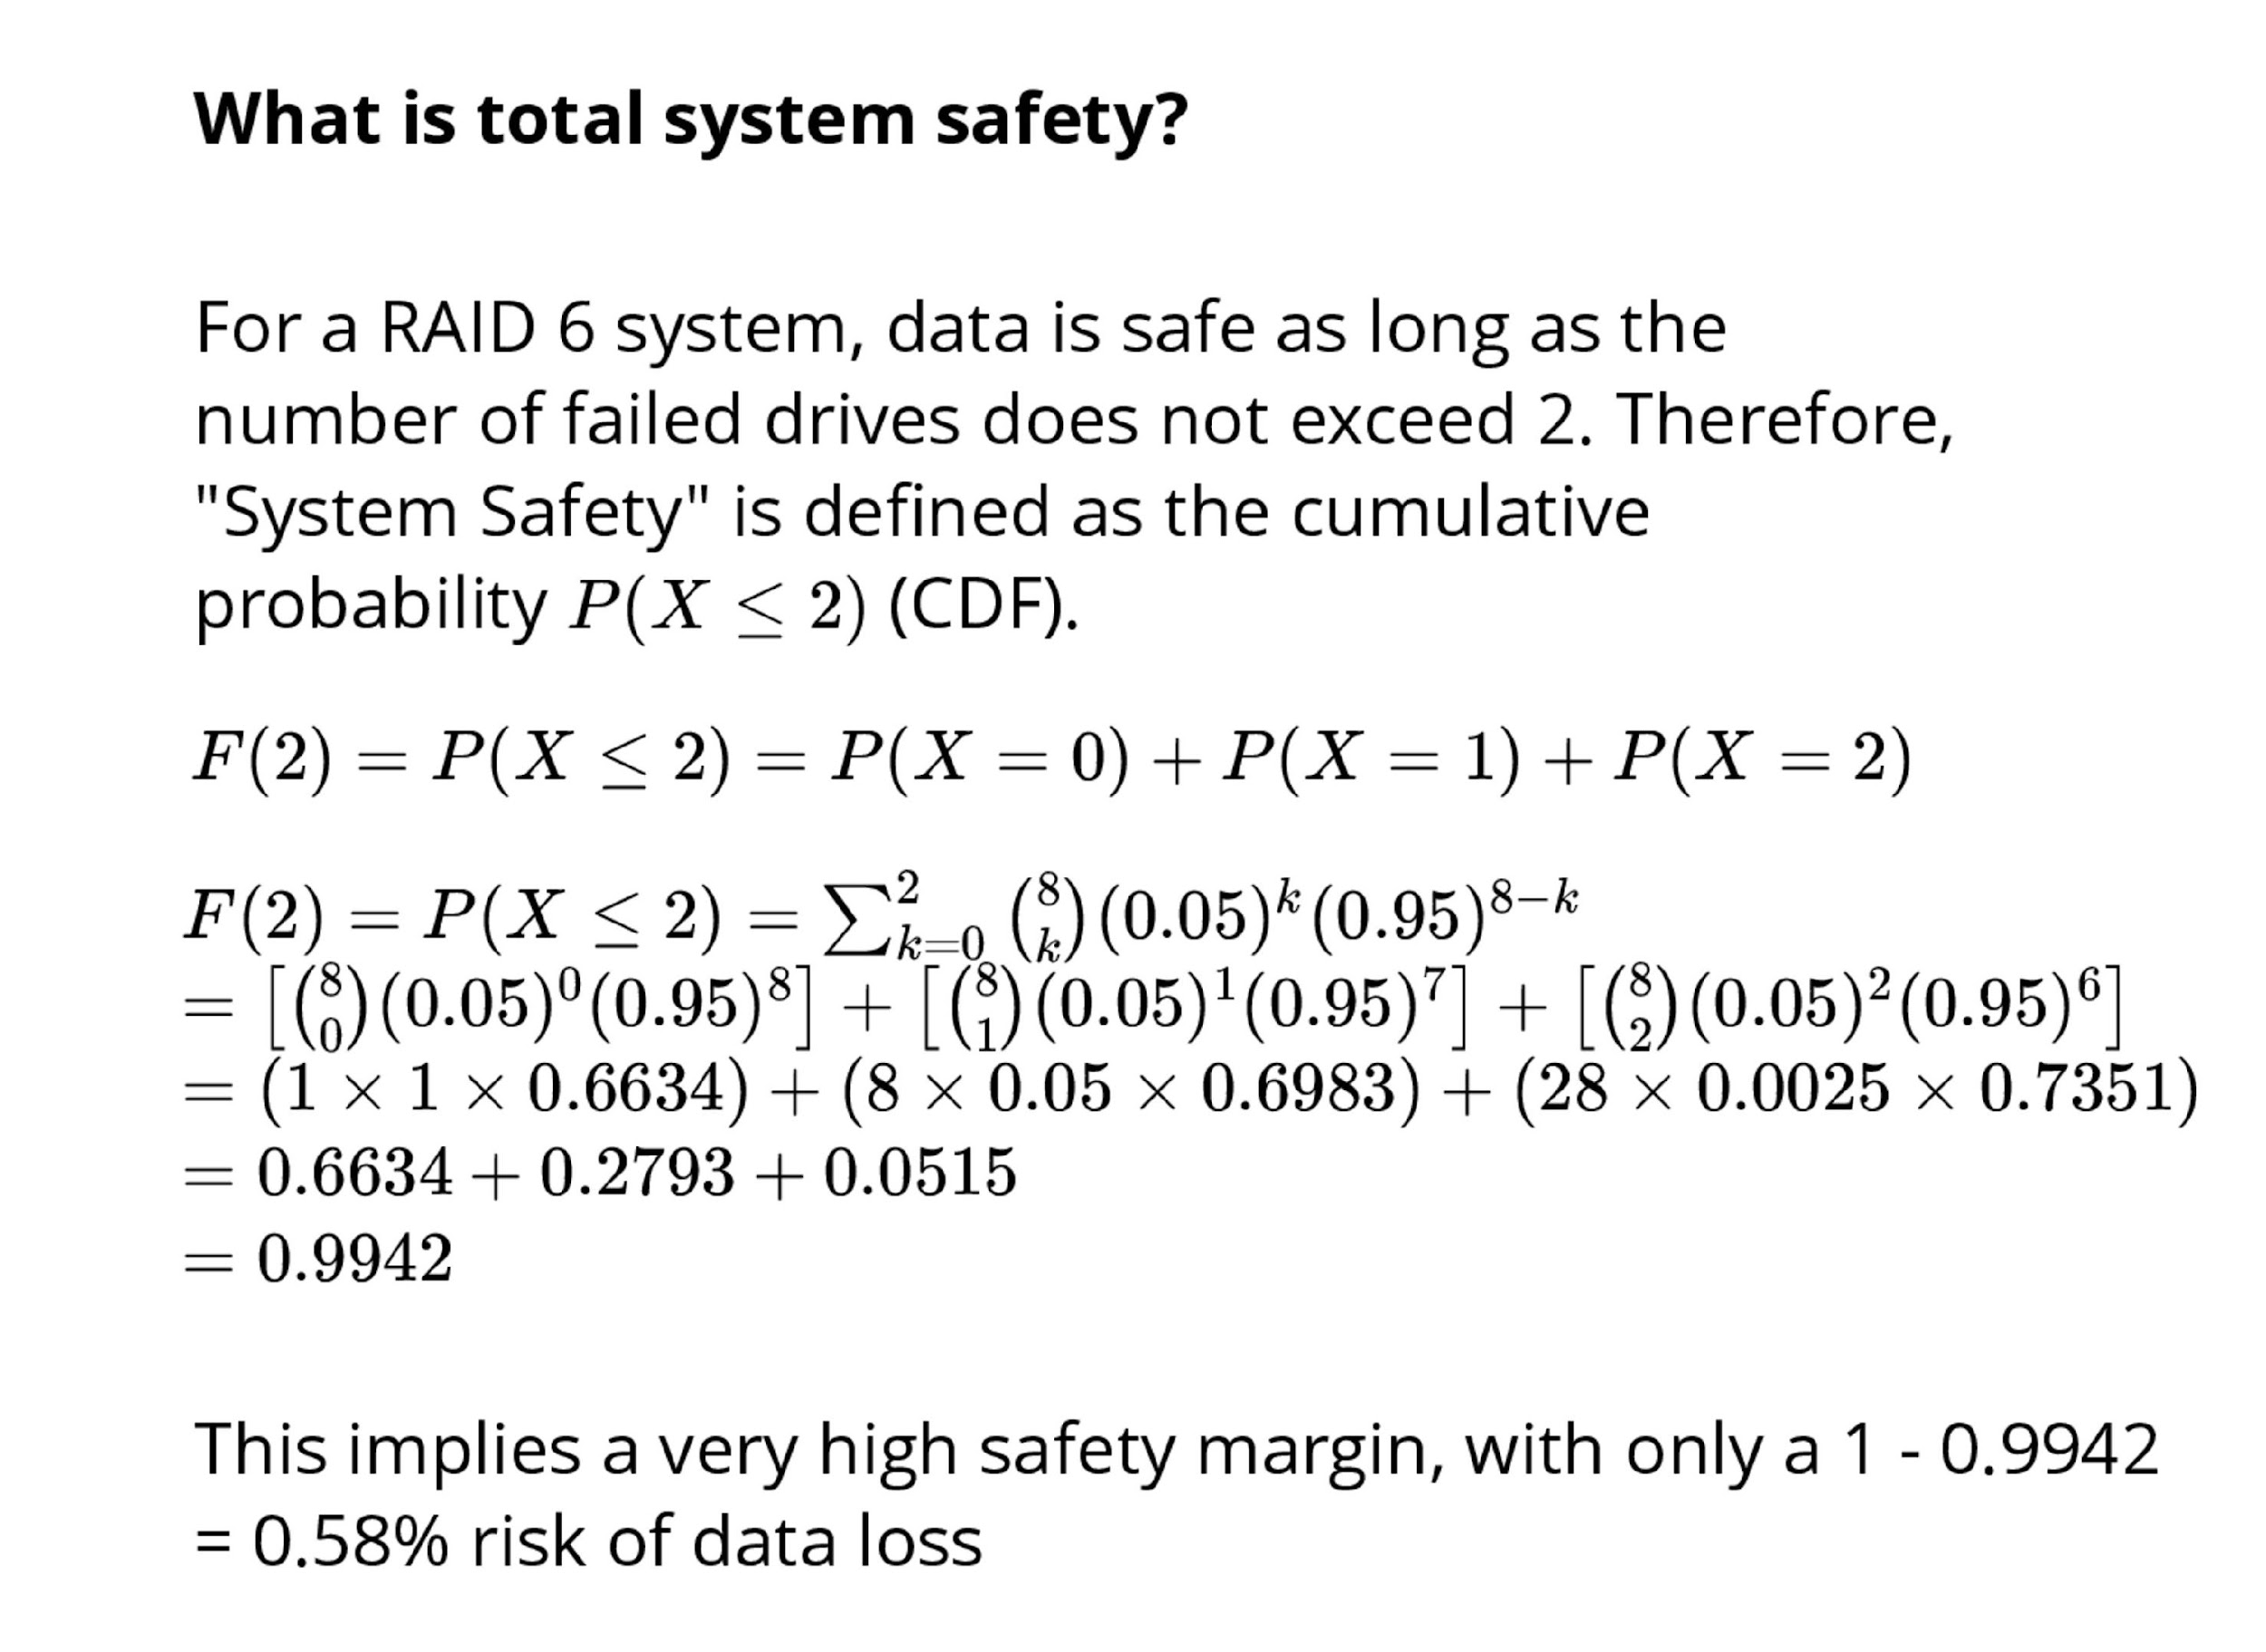 What is total system safety?
For a RAID 6 system, data is safe as long as the
number of failed drives does not exceed 2. Therefore,
"System Safety" is defined as the cumulative
probability P(X ≤ 2) (CDF).
F(2) = P(X ≤ 2) = P(X = 0) + P(X = 1) + P(X = 2)
F(2) = P(X ≤ 2) = ∑_{k=0}^{2} \binom{8}{k}(0.05)^k(0.95)^{8−k}
= [\binom{8}{0}(0.05)^0(0.95)^8] + [\binom{8}{1}(0.05)^1(0.95)^7] + [\binom{8}{2}(0.05)^2(0.95)^6]
= (1 × 1 × 0.6634) + (8 × 0.05 × 0.6983) + (28 × 0.0025 × 0.7351)
= 0.6634 + 0.2793 + 0.0515
= 0.9942
This implies a very high safety margin, with only a 1 - 0.9942
= 0.58% risk of data loss